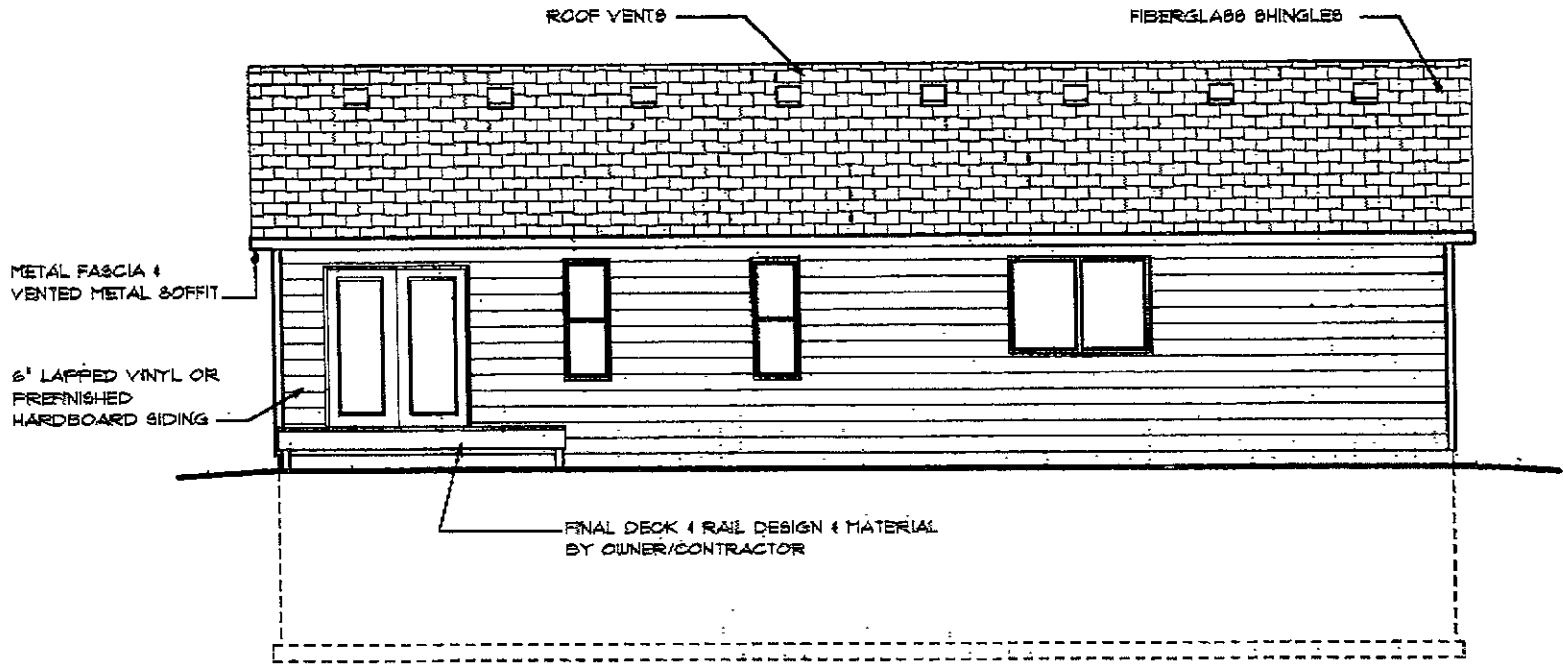 ROOF VENTS
FIBERGLASS SHINGLES
METAL FASCIA &
VENTED METAL SOFFIT
6" LAPPED VINYL OR
PREFINISHED
HARDBOARD SIDING
FINAL DECK & RAIL DESIGN & MATERIAL
BY OWNER/CONTRACTOR